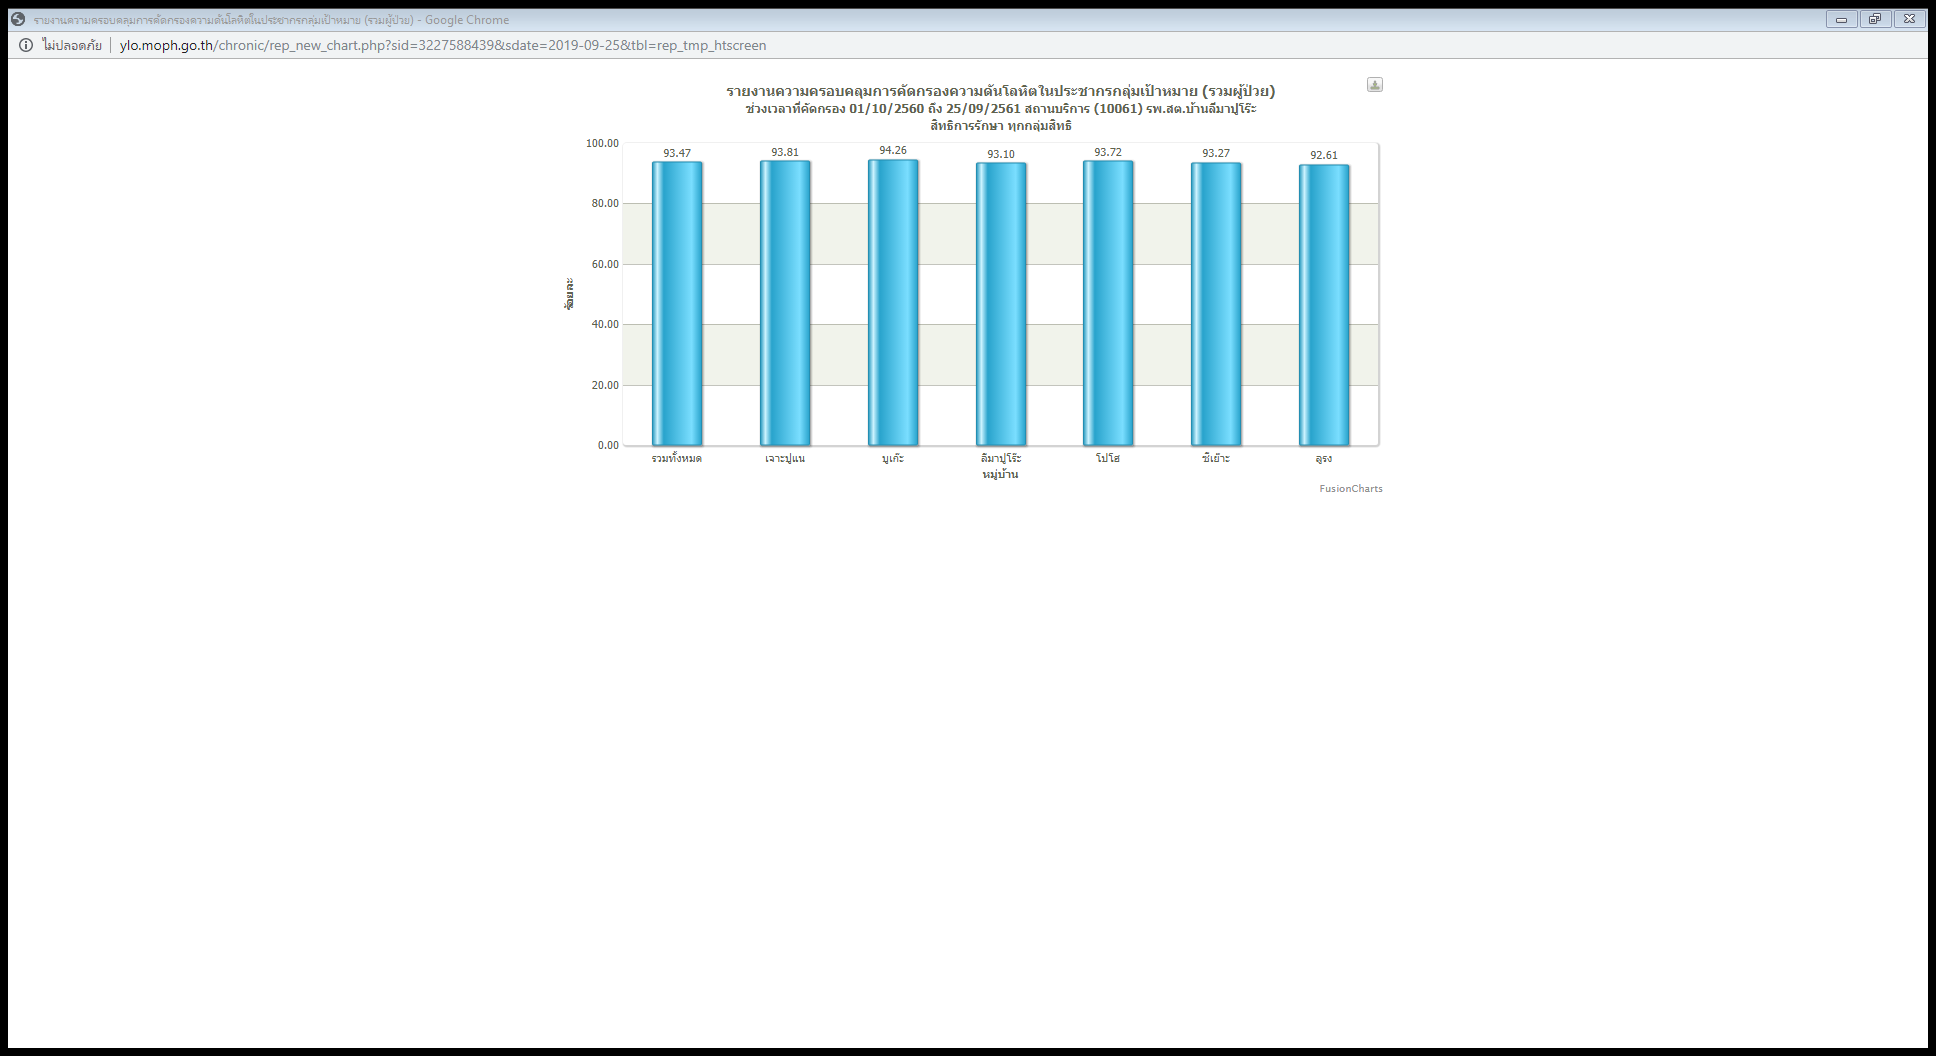 รายงานความครอบคลุมการคัดกรองความดันโลหิตในประชากรกลุ่มเป้าหมาย (รวมผู้ป่วย) - Google Chrome
ไม่ปลอดภัย ylo.moph.go.th/chronic/rep_new_chart.php?sid=3227588439&sdate=2019-09-25&tbl=rep_tmp_htscreen
รายงานความครอบคลุมการคัดกรองความดันโลหิตในประชากรกลุ่มเป้าหมาย (รวมผู้ป่วย)
ช่วงเวลาที่คัดกรอง 01/10/2560 ถึง 25/09/2561 สถานบริการ (10061) รพ.สต.บ้านลีมาปูโร๊ะ
สิทธิการรักษา ทุกกลุ่มสิทธิ
100.00
93.47 93.81 94.26 93.10 93.72 93.27 92.61
80.00
60.00
ร้อยละ
40.00
20.00
0.00
รวมทั้งหมด เจาะปูแน บูเก๊ะ ลีมาปูโร๊ะ โปโฮ ซีเย๊าะ ลูรง
หมู่บ้าน
FusionCharts